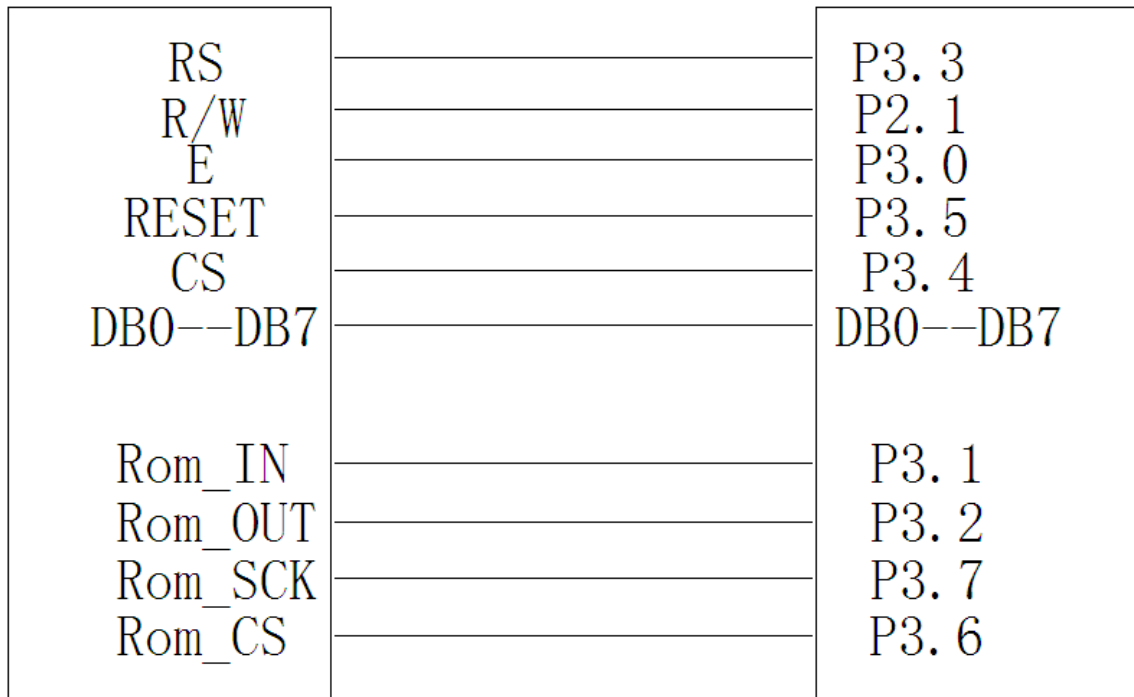 RS P3.3
R/W P2.1
E P3.0
RESET P3.5
CS P3.4
DB0--DB7 DB0--DB7
Rom_IN P3.1
Rom_OUT P3.2
Rom_SCK P3.7
Rom_CS P3.6